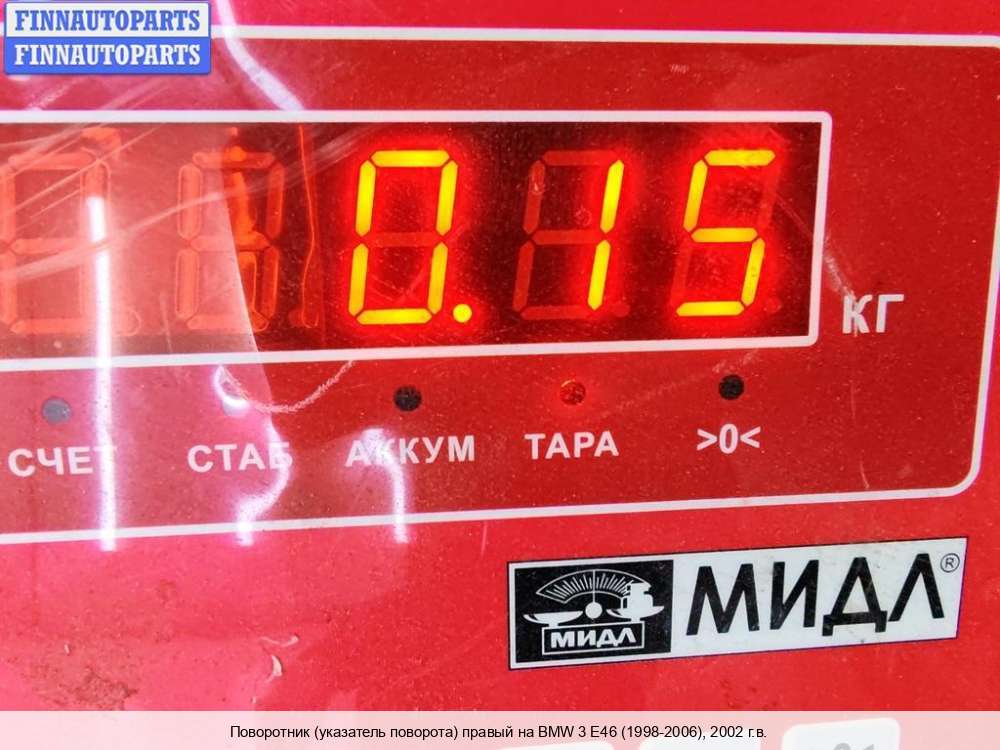 FINNAUTOPARTS
FINNAUTOPARTS
0.15
КГ
СЧЕТ СТАБ АККУМ ТАРА >0<
МИДЛ МИДЛ®
Поворотник (указатель поворота) правый на BMW 3 E46 (1998-2006), 2002 г.в.